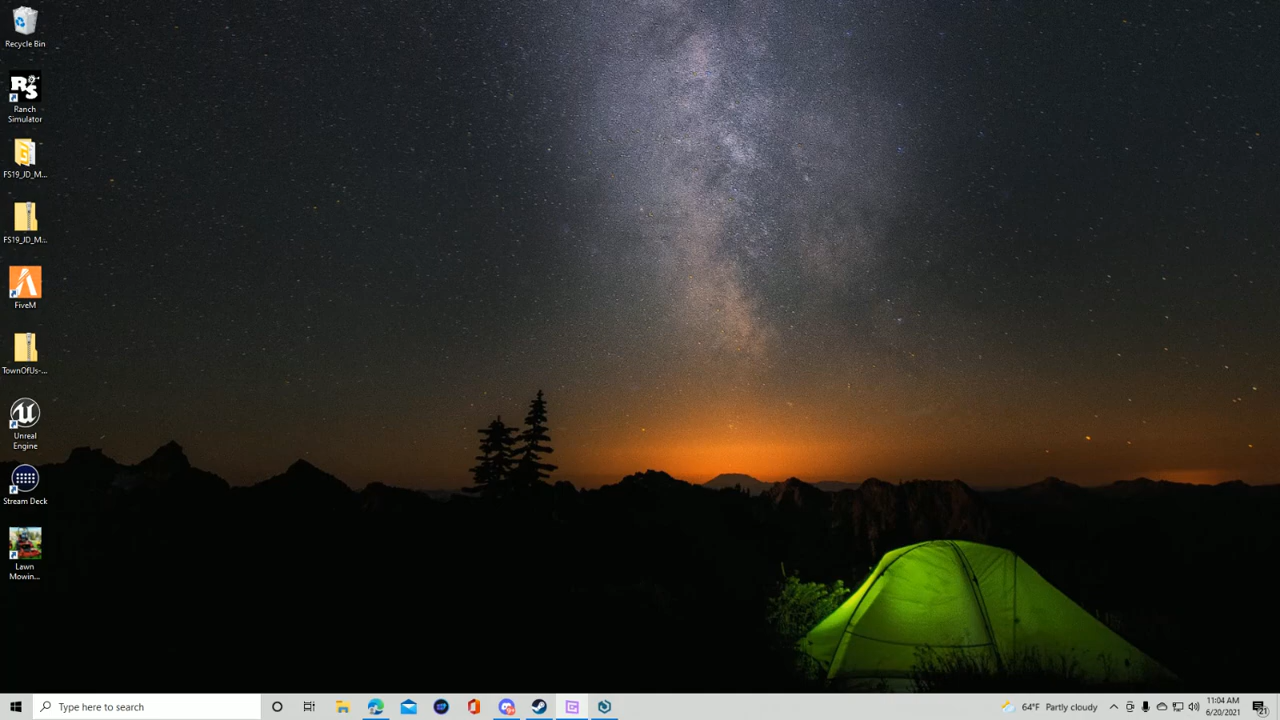 Recycle Bin
RS
Ranch
Simulator
FS19_JD_M...
FS19_JD_M...
FiveM
TownOfUs-...
Unreal
Engine
Stream Deck
Lawn
Mowin...
Type here to search
64°F Partly cloudy
11:04 AM
6/20/2021
21